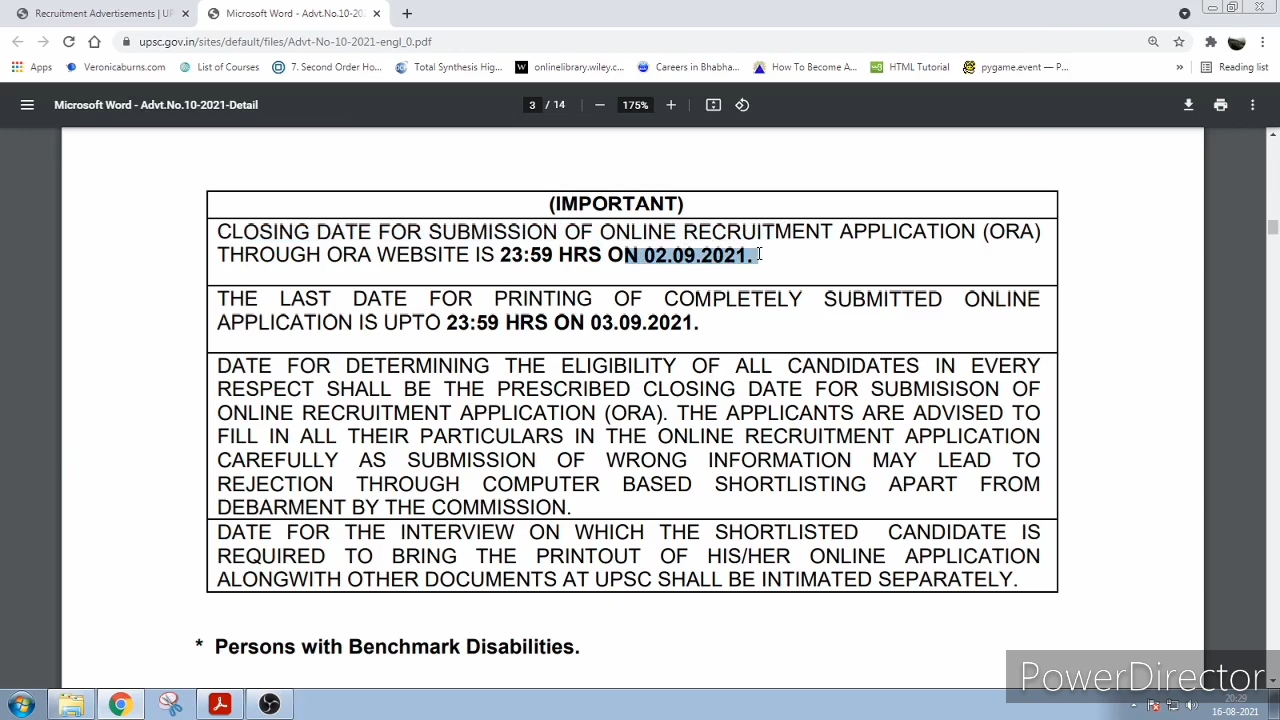 Recruitment Advertisements | UP
Microsoft Word - Advt.No.10-202
upsc.gov.in/sites/default/files/Advt-No-10-2021-engl_0.pdf
Apps
Veronicaburns.com
List of Courses
7. Second Order Ho...
Total Synthesis Hig...
onlinelibrary.wiley.c...
Careers in Bhabha...
How To Become A...
HTML Tutorial
pygame.event — P...
»
Reading list
Microsoft Word - Advt.No.10-2021-Detail
3 / 14
175%
(IMPORTANT)
CLOSING DATE FOR SUBMISSION OF ONLINE RECRUITMENT APPLICATION (ORA)
THROUGH ORA WEBSITE IS 23:59 HRS ON 02.09.2021.
THE LAST DATE FOR PRINTING OF COMPLETELY SUBMITTED ONLINE
APPLICATION IS UPTO 23:59 HRS ON 03.09.2021.
DATE FOR DETERMINING THE ELIGIBILITY OF ALL CANDIDATES IN EVERY
RESPECT SHALL BE THE PRESCRIBED CLOSING DATE FOR SUBMISISON OF
ONLINE RECRUITMENT APPLICATION (ORA). THE APPLICANTS ARE ADVISED TO
FILL IN ALL THEIR PARTICULARS IN THE ONLINE RECRUITMENT APPLICATION
CAREFULLY AS SUBMISSION OF WRONG INFORMATION MAY LEAD TO
REJECTION THROUGH COMPUTER BASED SHORTLISTING APART FROM
DEBARMENT BY THE COMMISSION.
DATE FOR THE INTERVIEW ON WHICH THE SHORTLISTED CANDIDATE IS
REQUIRED TO BRING THE PRINTOUT OF HIS/HER ONLINE APPLICATION
ALONGWITH OTHER DOCUMENTS AT UPSC SHALL BE INTIMATED SEPARATELY.
* Persons with Benchmark Disabilities.
PowerDirector
20:29
16-08-2021